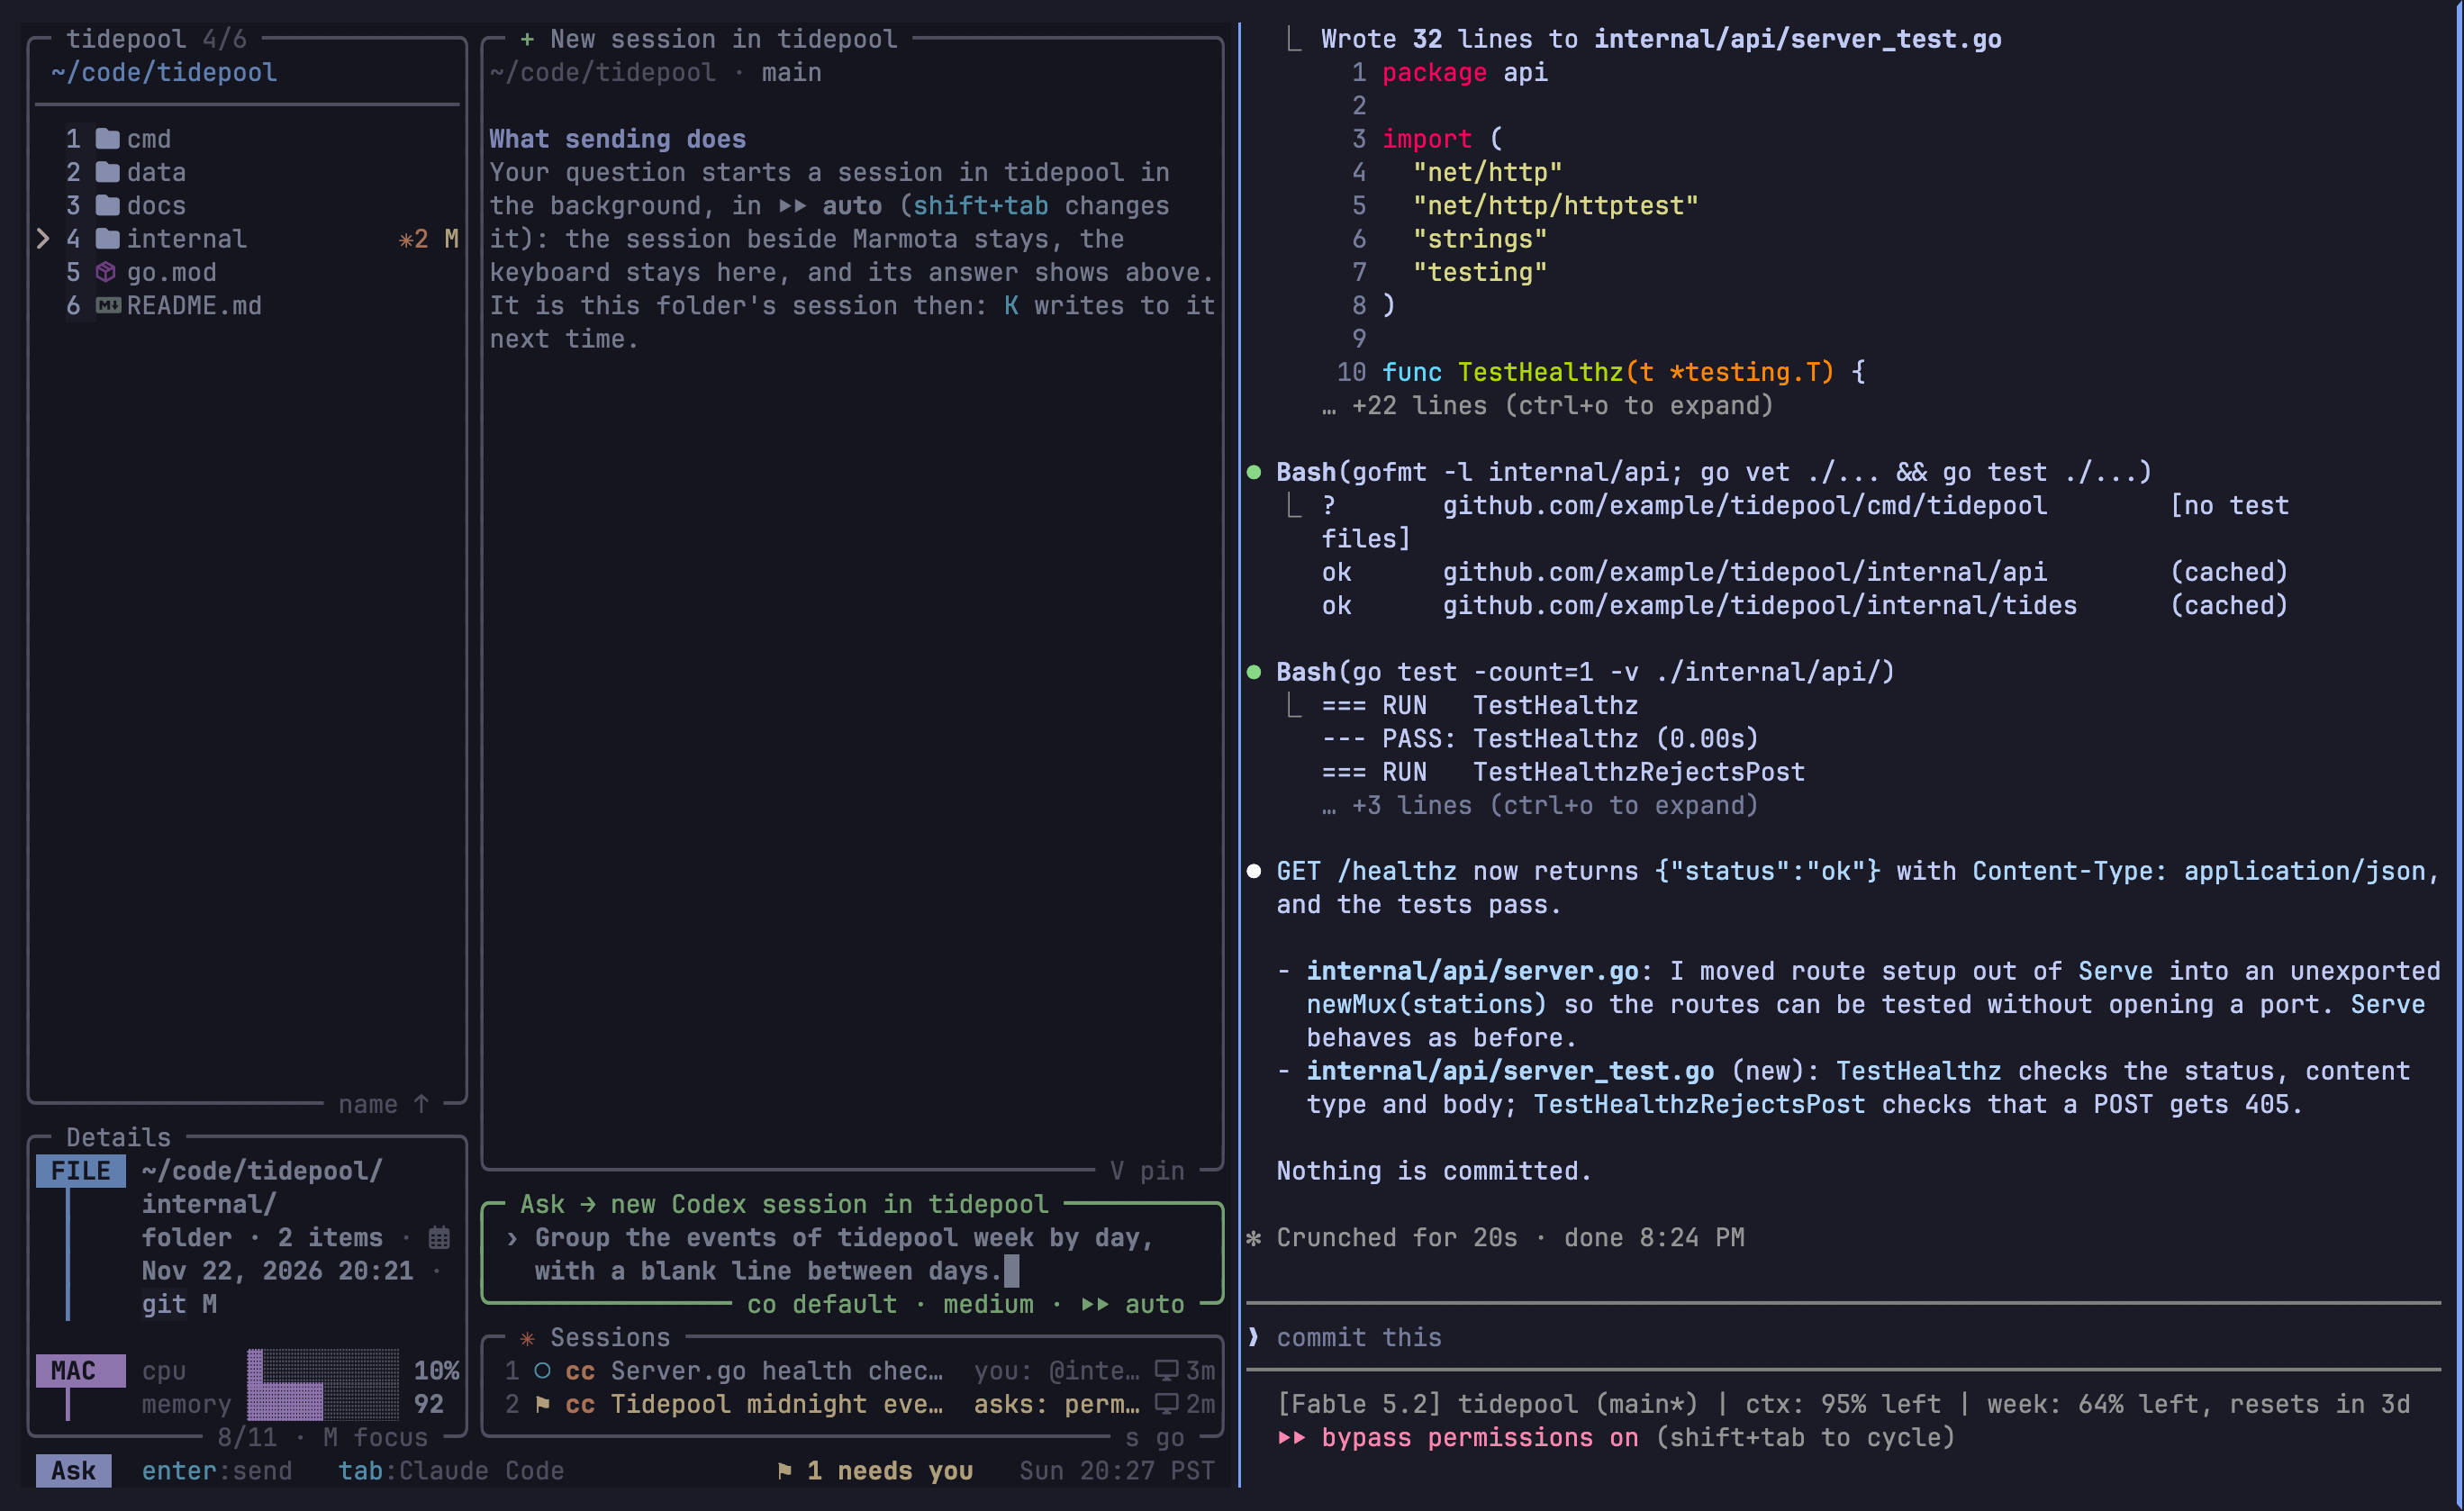 tidepool 4/6
~/code/tidepool
1 cmd
2 data
3 docs
4 internal ✳2 M
5 go.mod
6 README.md
name ↑
Details
FILE ~/code/tidepool/
internal/
folder · 2 items ·
Nov 22, 2026 20:21 ·
git M
MAC cpu 10%
memory 92
8/11 · M focus
+ New session in tidepool
~/code/tidepool · main
What sending does
Your question starts a session in tidepool in
the background, in ▸▸ auto (shift+tab changes
it): the session beside Marmota stays, the
keyboard stays here, and its answer shows above.
It is this folder's session then: K writes to it
next time.
V pin
Ask → new Codex session in tidepool
› Group the events of tidepool week by day,
with a blank line between days.
co default · medium · ▸▸ auto
✳ Sessions
1 ○ cc Server.go health chec… you: @inte… 3m
2 ⚑ cc Tidepool midnight eve… asks: perm… 2m
s go
Ask enter:send tab:Claude Code ⚑ 1 needs you Sun 20:27 PST
Wrote 32 lines to internal/api/server_test.go
1 package api
2
3 import (
4 "net/http"
5 "net/http/httptest"
6 "strings"
7 "testing"
8 )
9
10 func TestHealthz(t *testing.T) {
… +22 lines (ctrl+o to expand)
● Bash(gofmt -l internal/api; go vet ./... && go test ./...)
? github.com/example/tidepool/cmd/tidepool [no test
files]
ok github.com/example/tidepool/internal/api (cached)
ok github.com/example/tidepool/internal/tides (cached)
● Bash(go test -count=1 -v ./internal/api/)
=== RUN TestHealthz
--- PASS: TestHealthz (0.00s)
=== RUN TestHealthzRejectsPost
… +3 lines (ctrl+o to expand)
● GET /healthz now returns {"status":"ok"} with Content-Type: application/json,
and the tests pass.
- internal/api/server.go: I moved route setup out of Serve into an unexported
newMux(stations) so the routes can be tested without opening a port. Serve
behaves as before.
- internal/api/server_test.go (new): TestHealthz checks the status, content
type and body; TestHealthzRejectsPost checks that a POST gets 405.
Nothing is committed.
✻ Crunched for 20s · done 8:24 PM
❯ commit this
[Fable 5.2] tidepool (main*) | ctx: 95% left | week: 64% left, resets in 3d
▸▸ bypass permissions on (shift+tab to cycle)